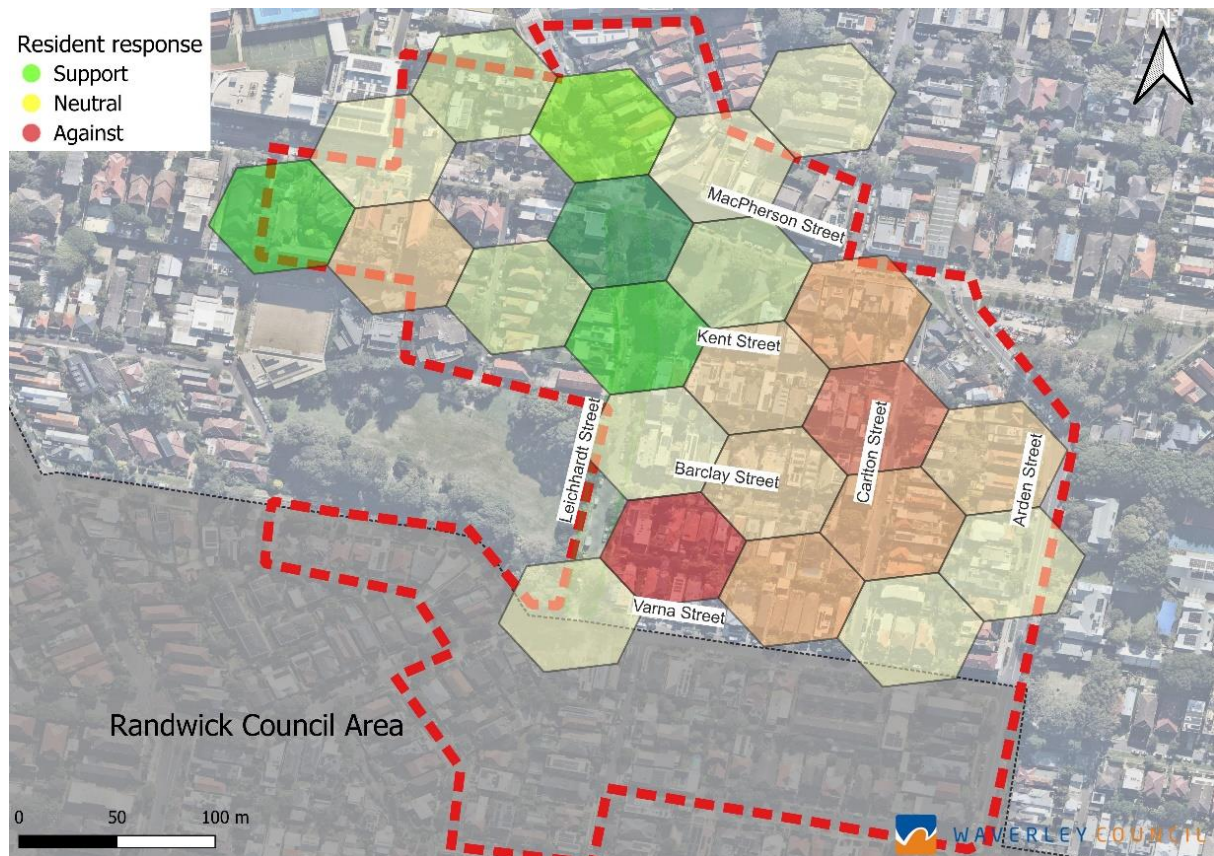 Resident response
Support
Neutral
Against
N
MacPherson Street
Kent Street
Leichhardt Street
Barclay Street
Carlton Street
Arden Street
Varna Street
Randwick Council Area
0 50 100 m
WAVERLEY COUNCIL